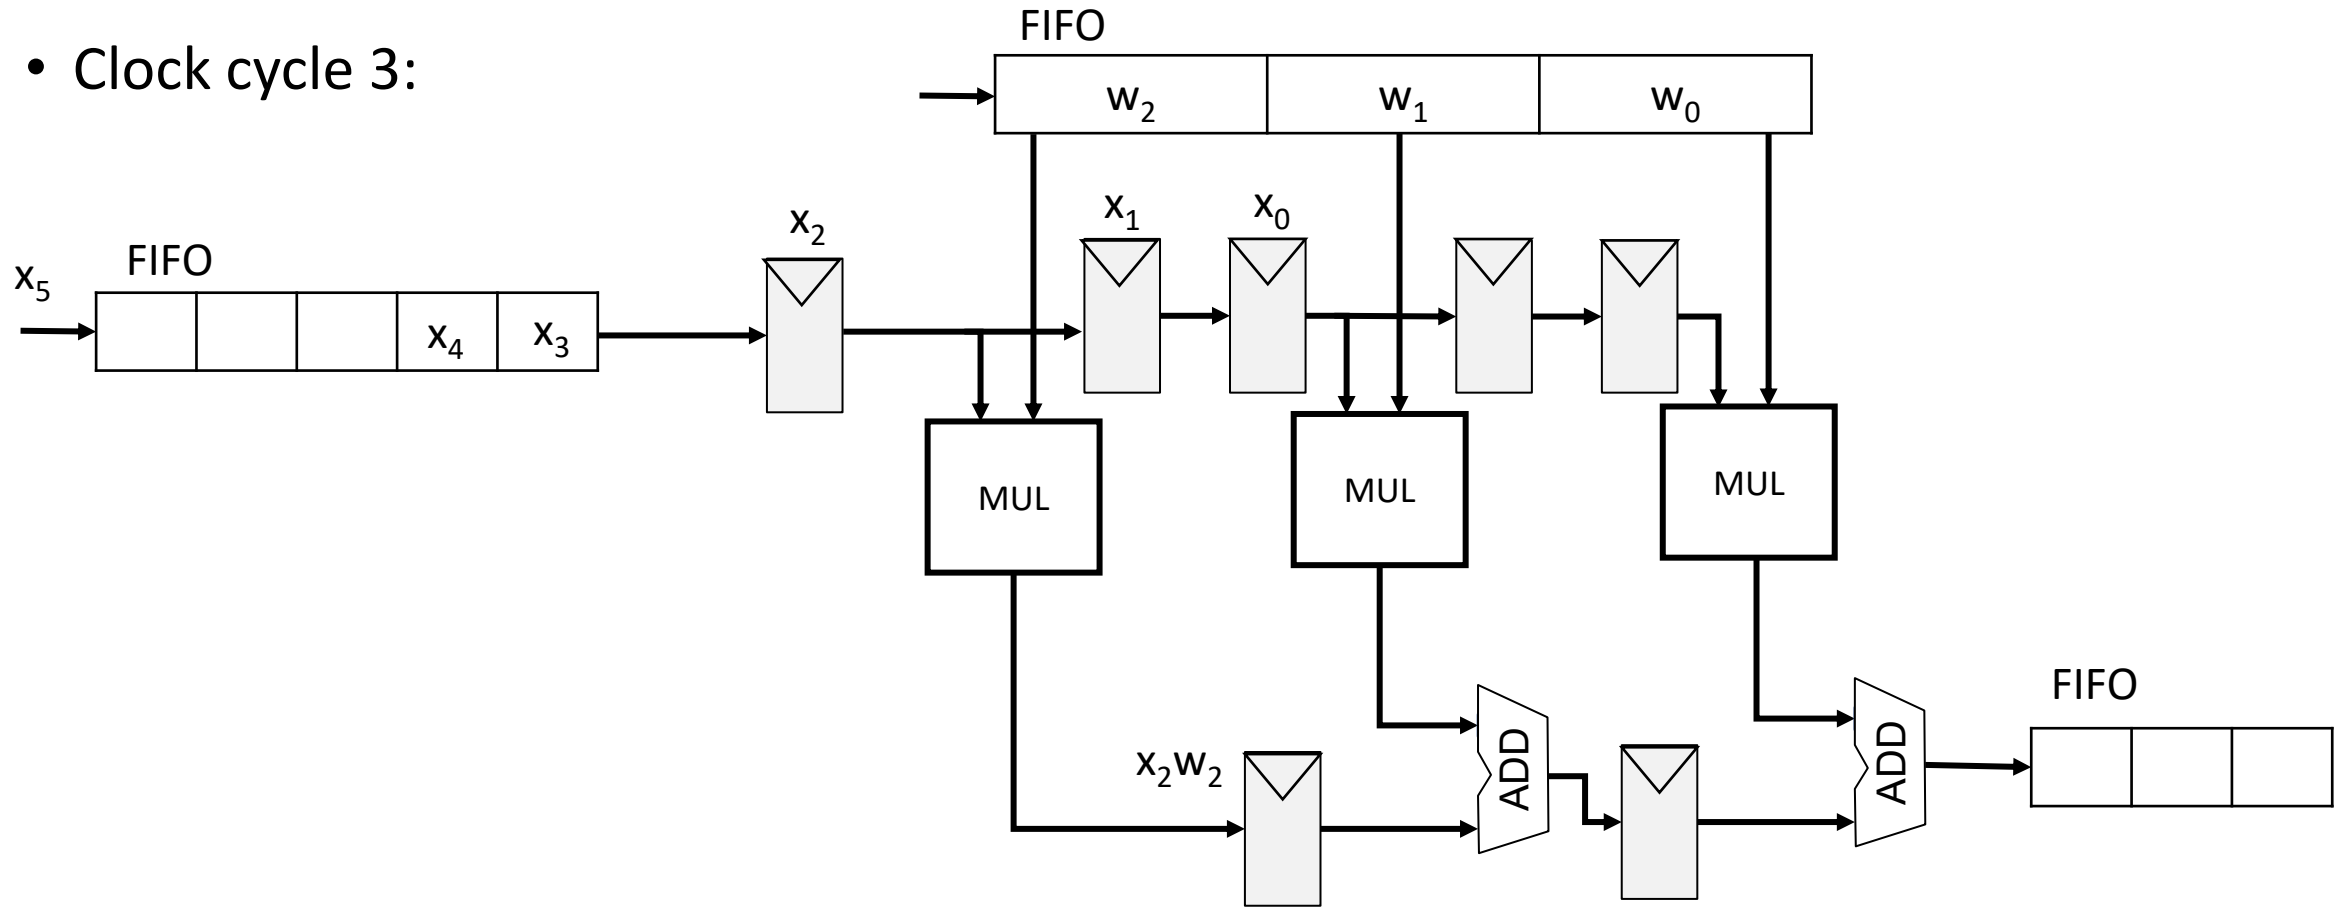 • Clock cycle 3:
FIFO
w₂ w₁ w₀
x₂ x₁ x₀
x₅ FIFO
x₄ x₃
MUL MUL MUL
x₂w₂ ADD ADD FIFO